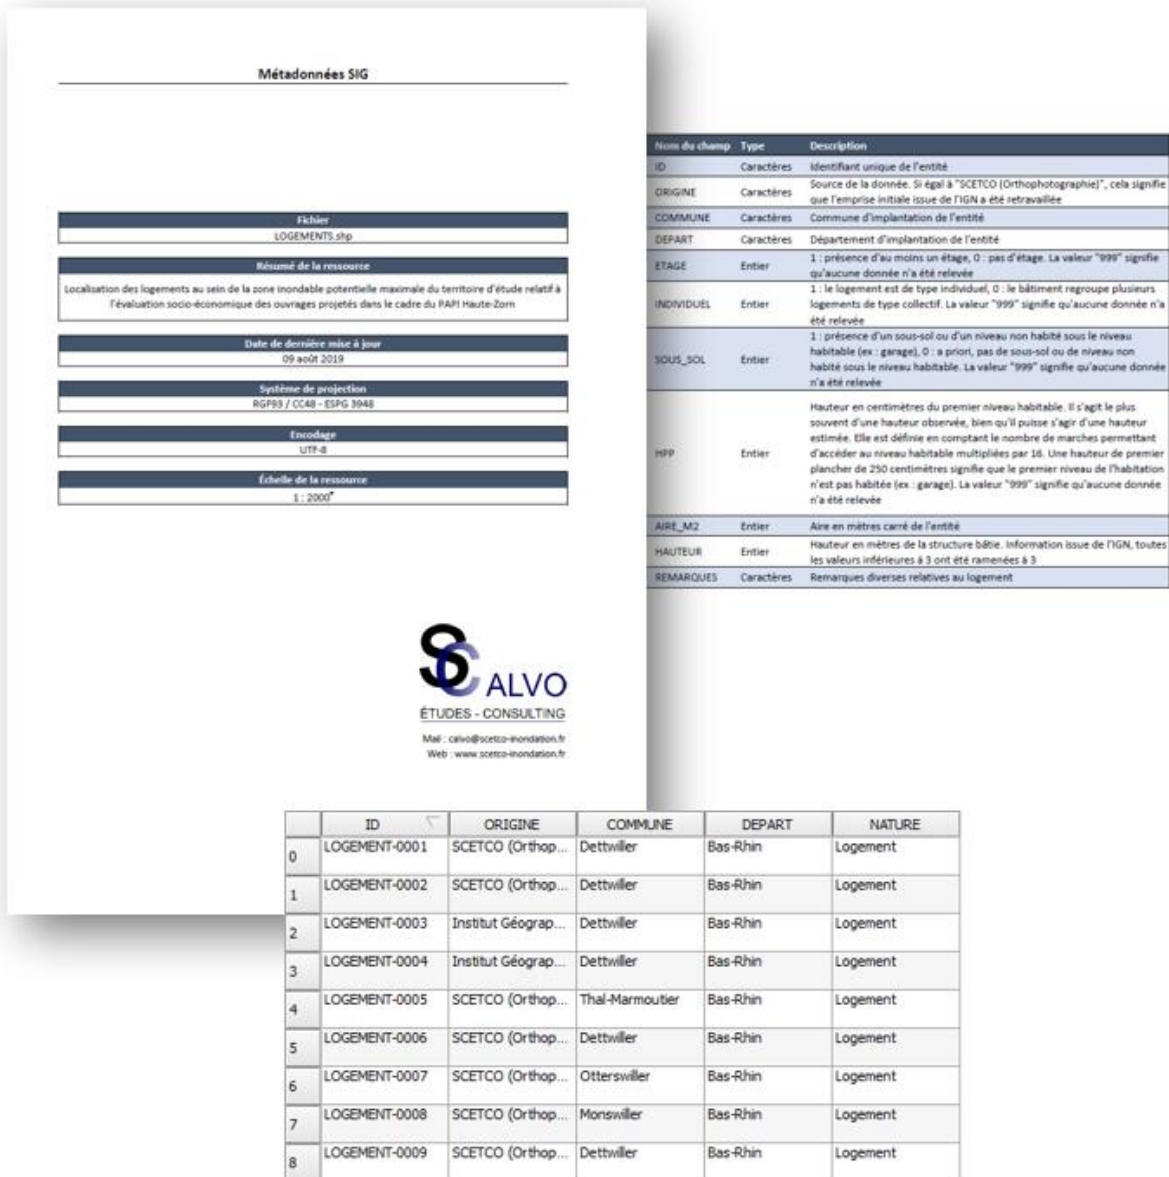 Métadonnées SIG
Fichier
LOGEMENTS.shp
Résumé de la ressource
Localisation des logements au sein de la zone inondable potentielle maximale du territoire d'étude relatif à
l'évaluation socio-économique des ouvrages projetés dans le cadre du PAPI Haute-Zorn
Date de dernière mise à jour
09 août 2019
Système de projection
RGF93 / CC48 - ESPG 3948
Encodage
UTF-8
Échelle de la ressource
1 : 2000"
SC ALVO
ÉTUDES - CONSULTING
Mail : calvo@scetco-inondation.fr
Web : www.scetco-inondation.fr
Nom du champ Type Description
ID Caractères Identifiant unique de l'entité
ORIGINE Caractères Source de la donnée. Si égal à "SCETCO (Orthophotographie)", cela signifie
que l'emprise initiale issue de l'IGN a été retravaillée
COMMUNE Caractères Commune d'implantation de l'entité
DEPART Caractères Département d'implantation de l'entité
ETAGE Entier 1 : présence d'au moins un étage, 0 : pas d'étage. La valeur "999" signifie
qu'aucune donnée n'a été relevée
INDIVIDUEL Entier 1 : le logement est de type individuel, 0 : le bâtiment regroupe plusieurs
logements de type collectif. La valeur "999" signifie qu'aucune donnée n'a
été relevée
SOUS_SOL Entier 1 : présence d'un sous-sol ou d'un niveau non habité sous le niveau
habitable (ex : garage), 0 : a priori, pas de sous-sol ou de niveau non
habité sous le niveau habitable. La valeur "999" signifie qu'aucune donnée
n'a été relevée
HPP Entier Hauteur en centimètres du premier niveau habitable. Il s'agit le plus
souvent d'une hauteur observée, bien qu'il puisse s'agir d'une hauteur
estimée. Elle est définie en comptant le nombre de marches permettant
d'accéder au niveau habitable multipliées par 16. Une hauteur de premier
plancher de 250 centimètres signifie que le premier niveau de l'habitation
n'est pas habitée (ex : garage). La valeur "999" signifie qu'aucune donnée
n'a été relevée
AIRE_M2 Entier Aire en mètres carré de l'entité
HAUTEUR Entier Hauteur en mètres de la structure bâtie. Information issue de l'IGN, toutes
les valeurs inférieures à 3 ont été ramenées à 3
REMARQUES Caractères Remarques diverses relatives au logement
ID ORIGINE COMMUNE DEPART NATURE
0 LOGEMENT-0001 SCETCO (Orthop... Dettwiller Bas-Rhin Logement
1 LOGEMENT-0002 SCETCO (Orthop... Dettwiller Bas-Rhin Logement
2 LOGEMENT-0003 Institut Géograp... Dettwiller Bas-Rhin Logement
3 LOGEMENT-0004 Institut Géograp... Dettwiller Bas-Rhin Logement
4 LOGEMENT-0005 SCETCO (Orthop... Thal-Marmoutier Bas-Rhin Logement
5 LOGEMENT-0006 SCETCO (Orthop... Dettwiller Bas-Rhin Logement
6 LOGEMENT-0007 SCETCO (Orthop... Otterswiller Bas-Rhin Logement
7 LOGEMENT-0008 SCETCO (Orthop... Monswiller Bas-Rhin Logement
8 LOGEMENT-0009 SCETCO (Orthop... Dettwiller Bas-Rhin Logement